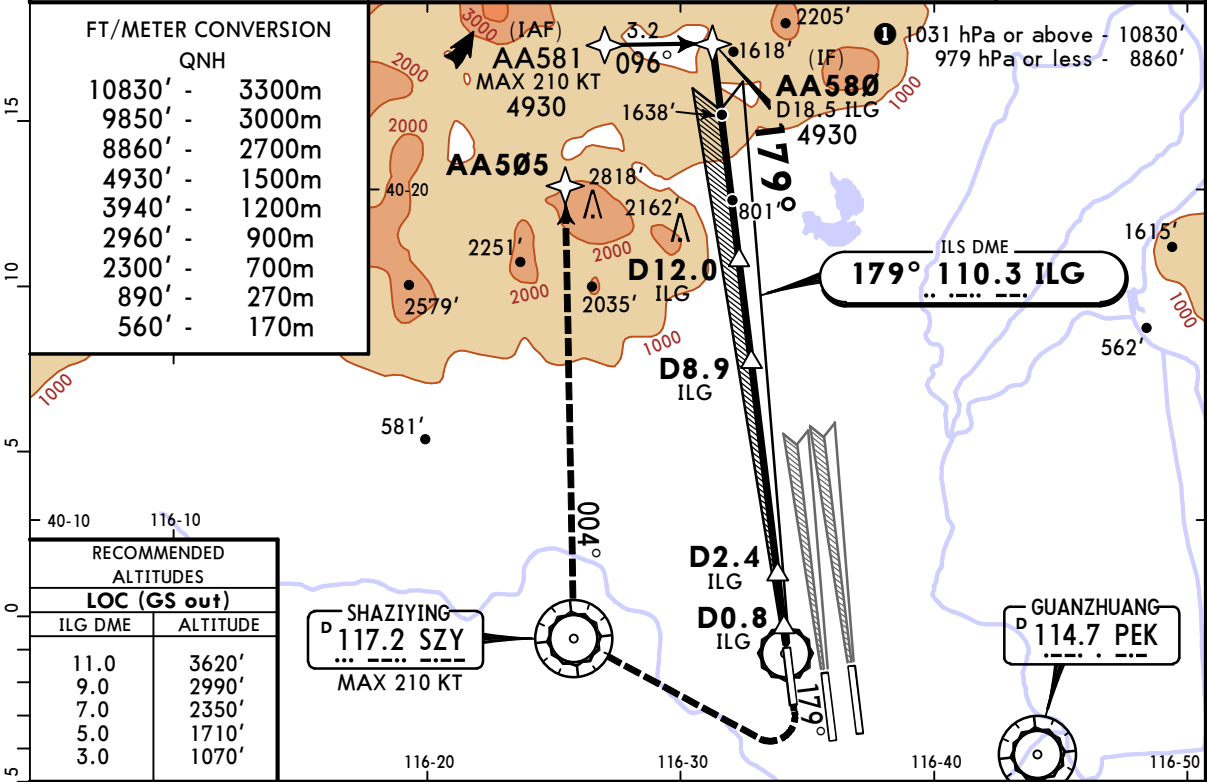 FT/METER CONVERSION
QNH
10830' - 3300m
9850' - 3000m
8860' - 2700m
4930' - 1500m
3940' - 1200m
2960' - 900m
2300' - 700m
890' - 270m
560' - 170m
❶ 1031 hPa or above - 10830'
979 hPa or less - 8860'
3000
(IAF)
AA581
MAX 210 KT
4930
3.2
096°
2205'
1618'
(IF)
AA58Ø
D18.5 ILG
4930
1000
2000
2000
1638'
179°
15
40-20
AA5Ø5
2818'
2162'
801'
2251'
2000
2000
2035'
2579'
D12.0
ILG
ILS DME
179° 110.3 ILG
.. .-.. --.
1615'
1000
562'
10
1000
1000
D8.9
ILG
581'
5
40-10
116-10
004°
RECOMMENDED
ALTITUDES
LOC (GS out)
ILG DME ALTITUDE
11.0 3620'
9.0 2990'
7.0 2350'
5.0 1710'
3.0 1070'
0
D2.4
ILG
D0.8
ILG
179°
SHAZIYING
D 117.2 SZY
... --.. -.--
MAX 210 KT
GUANZHUANG
D 114.7 PEK
.--. . -.-
5
116-20
116-30
116-40
116-50